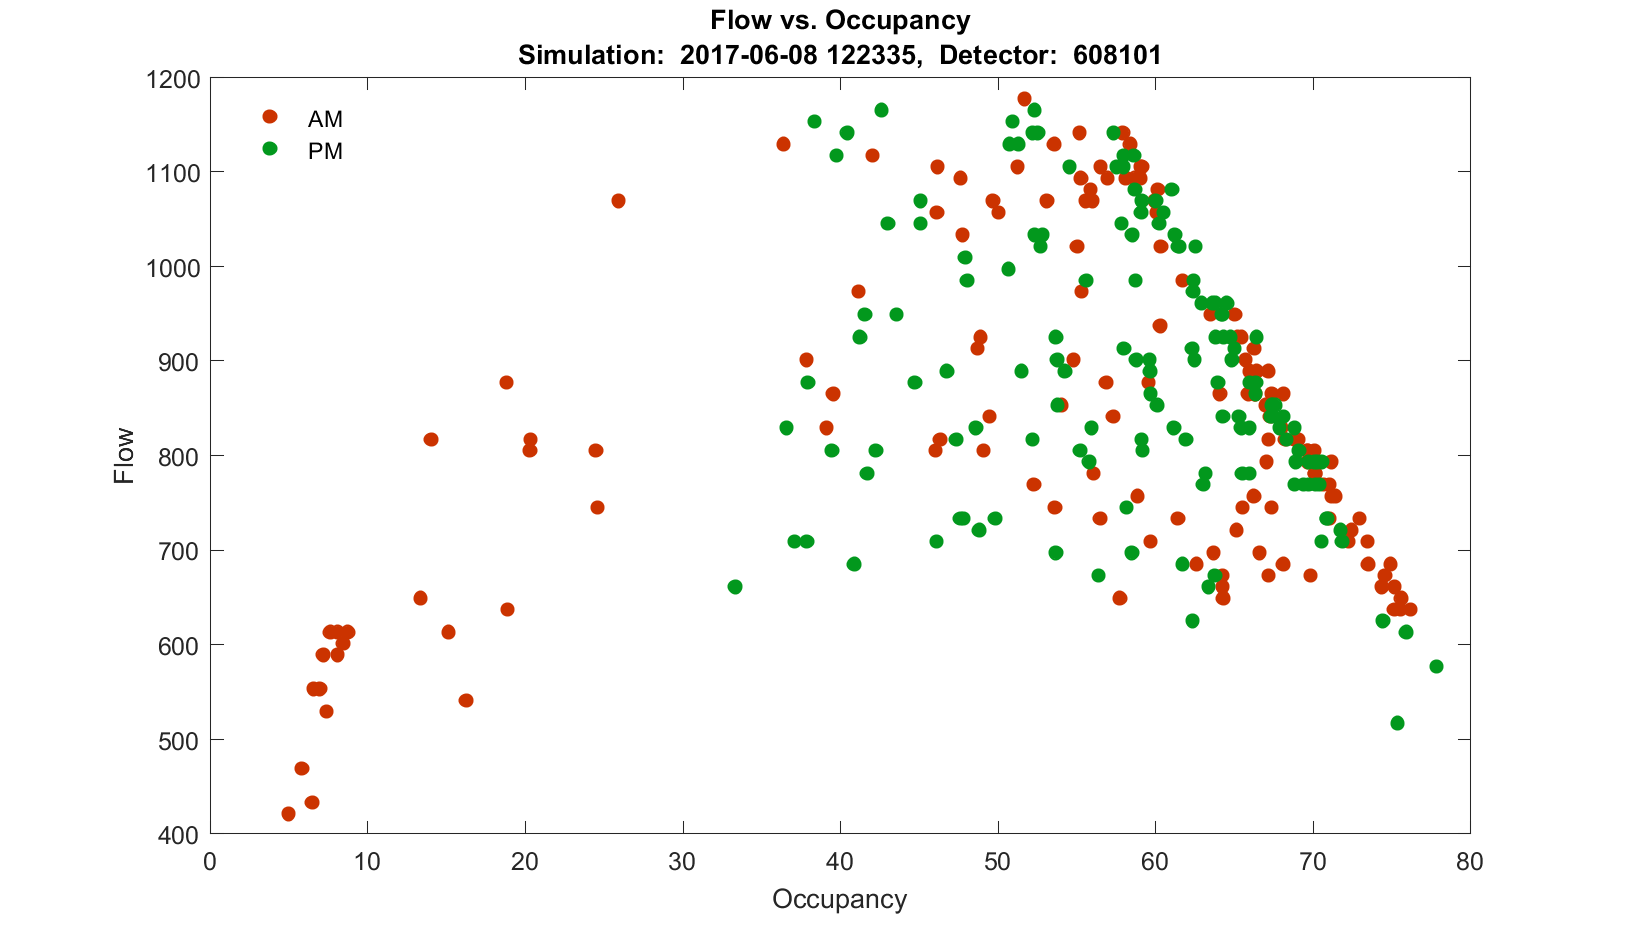 Flow vs. Occupancy
Simulation:  2017-06-08 122335,  Detector:  608101
1200
1100
1000
900
800
700
600
500
400
AM
PM
Flow
0 10 20 30 40 50 60 70 80
Occupancy